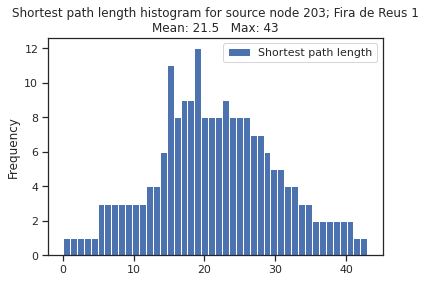 Shortest path length histogram for source node 203; Fira de Reus 1
Mean: 21.5   Max: 43
Shortest path length
Frequency
12
10
8
6
4
2
0
0 10 20 30 40